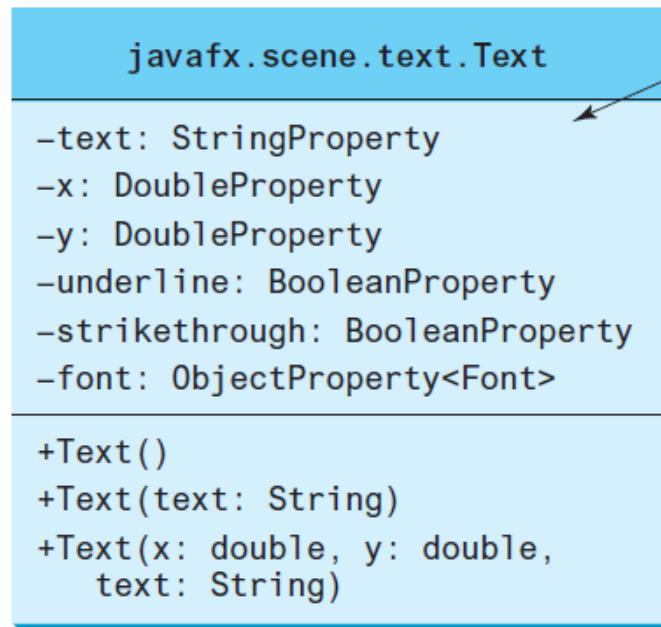 javafx.scene.text.Text
–text: StringProperty
–x: DoubleProperty
–y: DoubleProperty
–underline: BooleanProperty
–strikethrough: BooleanProperty
–font: ObjectProperty<Font>
+Text()
+Text(text: String)
+Text(x: double, y: double,
text: String)